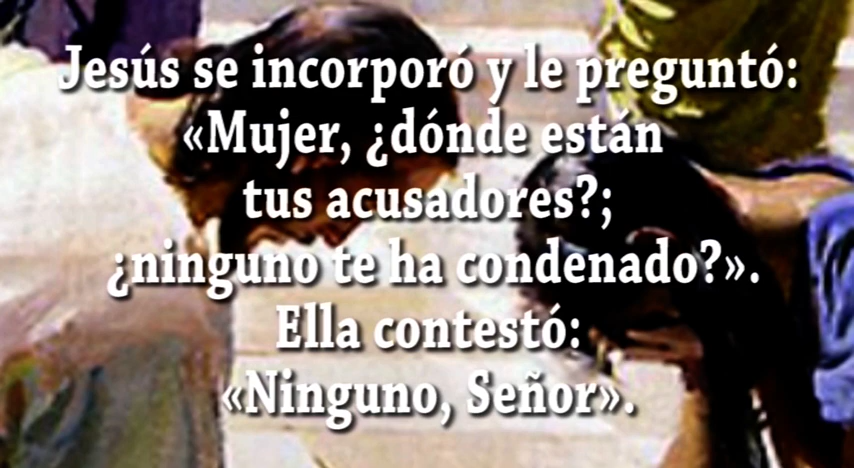 Jesús se incorporó y le preguntó:
«Mujer, ¿dónde están
tus acusadores?;
¿ninguno te ha condenado?».
Ella contestó:
«Ninguno, Señor».